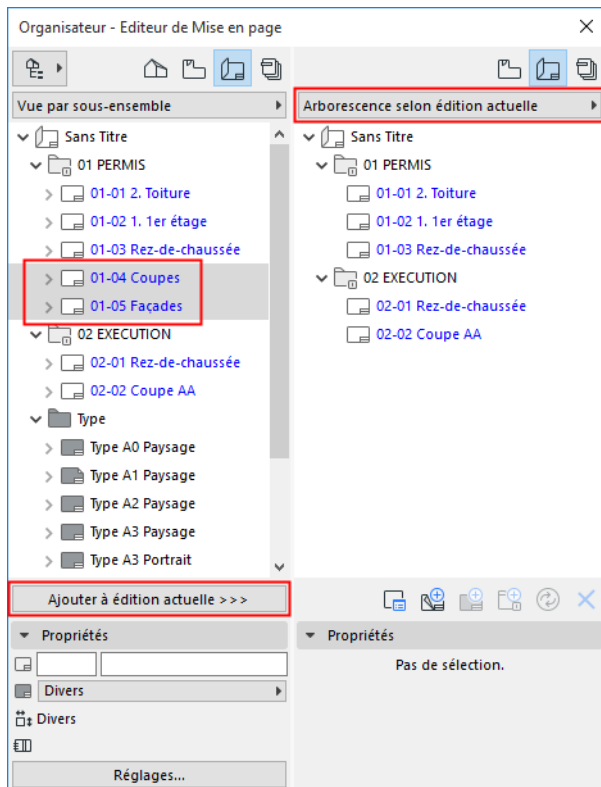 Organisateur - Editeur de Mise en page
Vue par sous-ensemble
Sans Titre
01 PERMIS
01-01 2. Toiture
01-02 1. 1er étage
01-03 Rez-de-chaussée
01-04 Coupes
01-05 Façades
02 EXECUTION
02-01 Rez-de-chaussée
02-02 Coupe AA
Type
Type A0 Paysage
Type A1 Paysage
Type A2 Paysage
Type A3 Paysage
Type A3 Portrait
Ajouter à édition actuelle >>>
Propriétés
Divers
Divers
Réglages...
Arborescence selon édition actuelle
Sans Titre
01 PERMIS
01-01 2. Toiture
01-02 1. 1er étage
01-03 Rez-de-chaussée
02 EXECUTION
02-01 Rez-de-chaussée
02-02 Coupe AA
Propriétés
Pas de sélection.